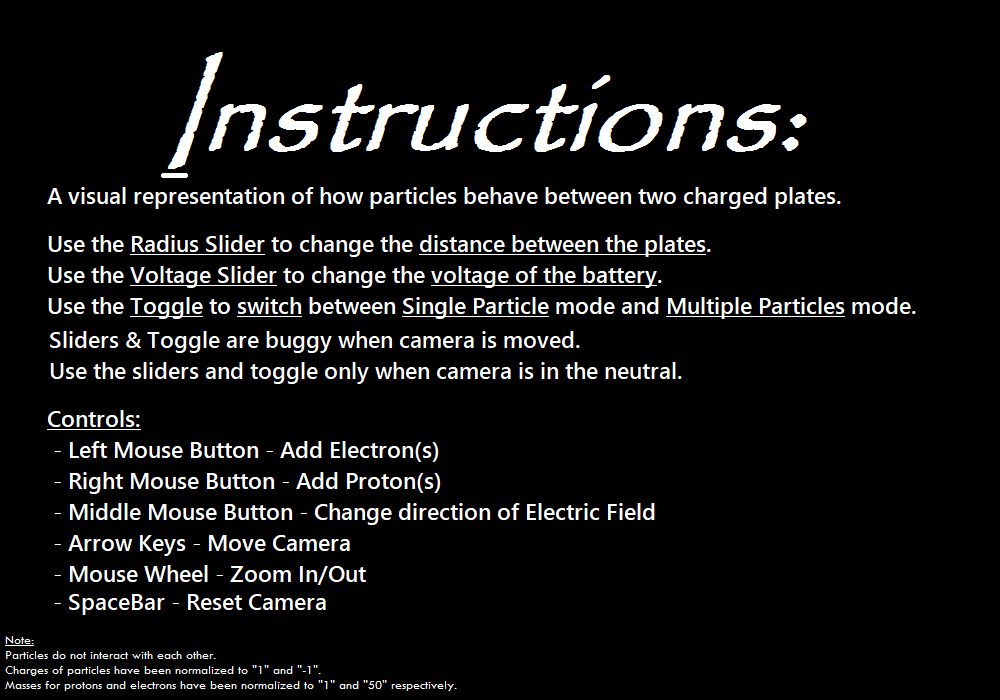 Instructions:
A visual representation of how particles behave between two charged plates.
Use the Radius Slider to change the distance between the plates.
Use the Voltage Slider to change the voltage of the battery.
Use the Toggle to switch between Single Particle mode and Multiple Particles mode.
Sliders & Toggle are buggy when camera is moved.
Use the sliders and toggle only when camera is in the neutral.
Controls:
- Left Mouse Button - Add Electron(s)
- Right Mouse Button - Add Proton(s)
- Middle Mouse Button - Change direction of Electric Field
- Arrow Keys - Move Camera
- Mouse Wheel - Zoom In/Out
- SpaceBar - Reset Camera
Note:
Particles do not interact with each other.
Charges of particles have been normalized to "1" and "-1".
Masses for protons and electrons have been normalized to "1" and "50" respectively.